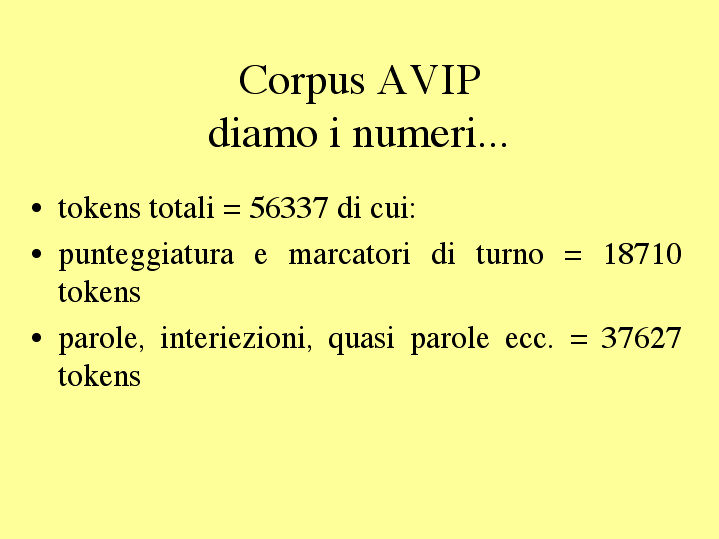 Corpus AVIP
diamo i numeri...
• tokens totali = 56337 di cui:
• punteggiatura e marcatori di turno = 18710
tokens
• parole, interiezioni, quasi parole ecc. = 37627
tokens